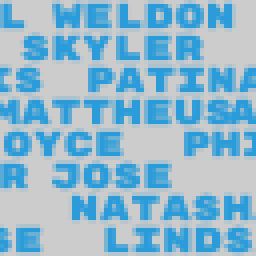 L WELDON
SKYLER
IS PATINA
MATTHEUSA
OYCE PHI
R JOSE
NATASH
SE LINDS